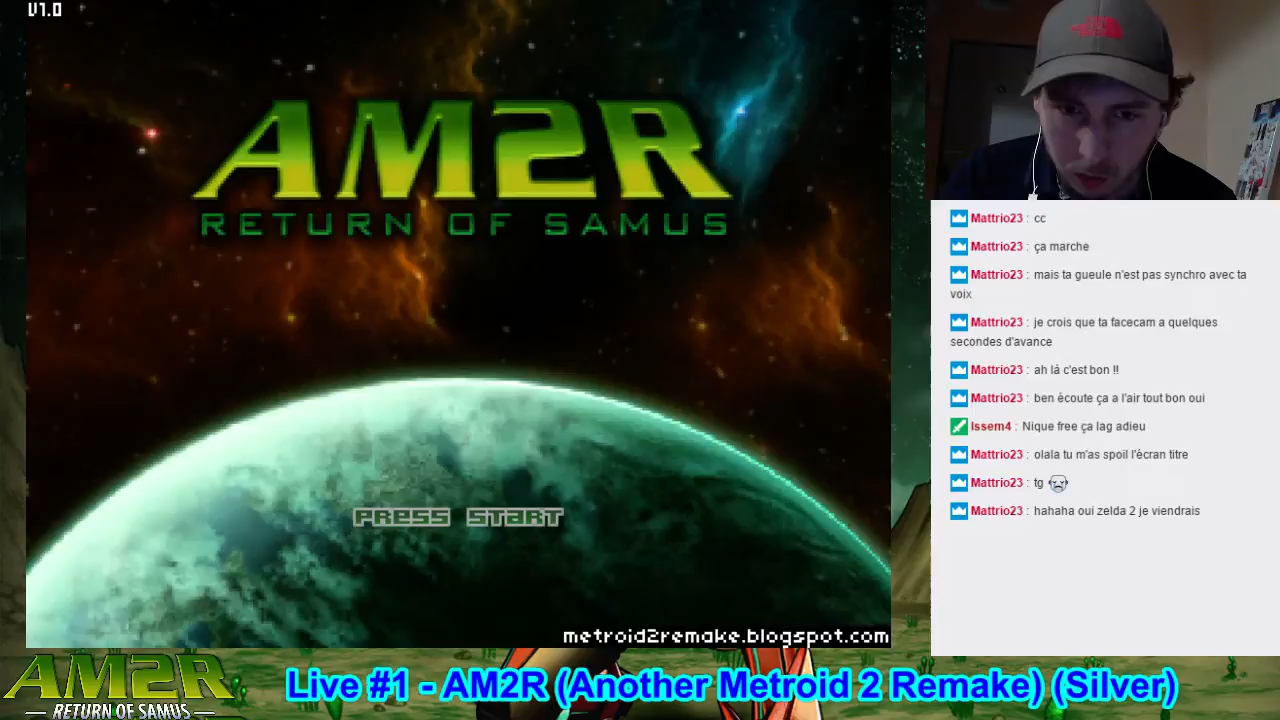 V1.0
AM2R
RETURN OF SAMUS
PRESS START
metroid2remake.blogspot.com
Mattrio23 : cc
Mattrio23 : ça marche
Mattrio23 : mais ta gueule n'est pas synchro avec ta
voix
Mattrio23 : je crois que ta facecam a quelques
secondes d'avance
Mattrio23 : ah là c'est bon !!
Mattrio23 : ben écoute ça a l'air tout bon oui
Issem4 : Nique free ça lag adieu
Mattrio23 : olala tu m'as spoil l'écran titre
Mattrio23 : tg
Mattrio23 : hahaha oui zelda 2 je viendrais
AM2R
RETURN OF SAMUS
Live #1 - AM2R (Another Metroid 2 Remake) (Silver)